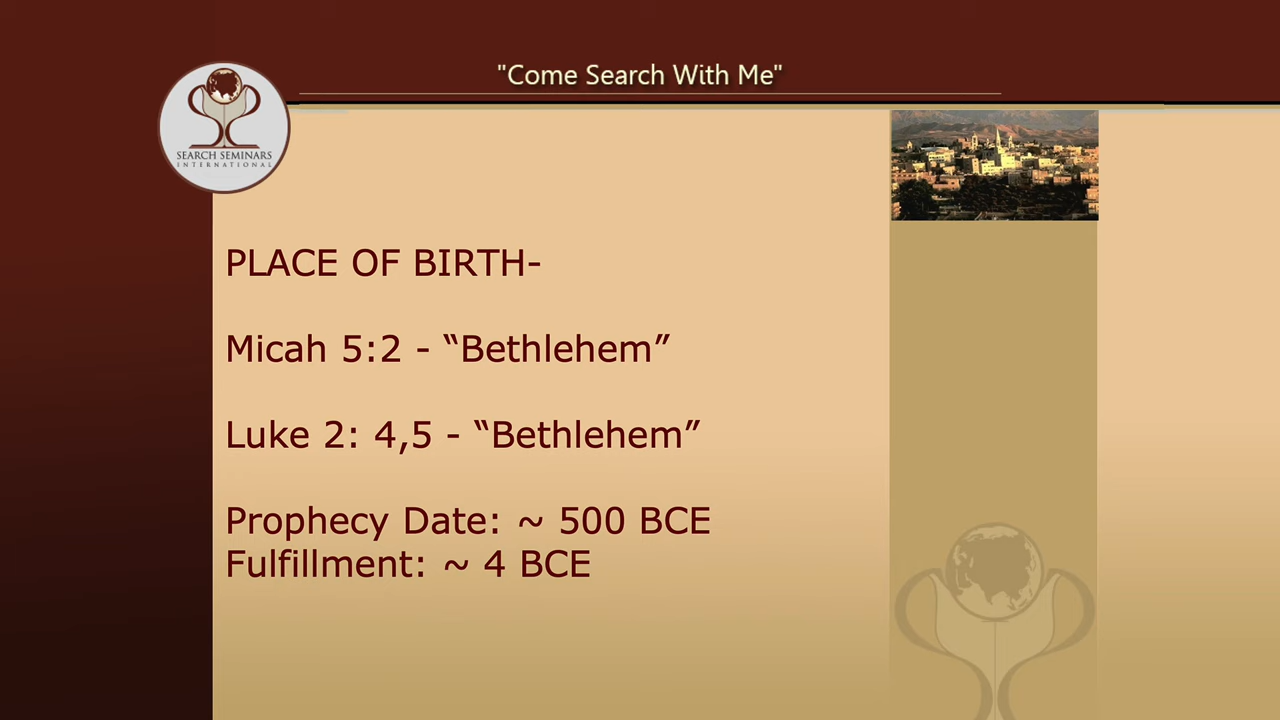 "Come Search With Me"
SEARCH SEMINARS
INTERNATIONAL
PLACE OF BIRTH-
Micah 5:2 - “Bethlehem”
Luke 2: 4,5 - “Bethlehem”
Prophecy Date: ~ 500 BCE
Fulfillment: ~ 4 BCE